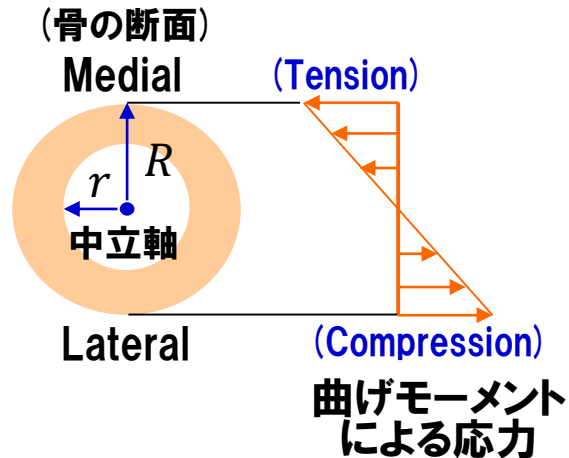 (骨の断面)
Medial
(Tension)
R
r
中立軸
Lateral
(Compression)
曲げモーメント
による応力